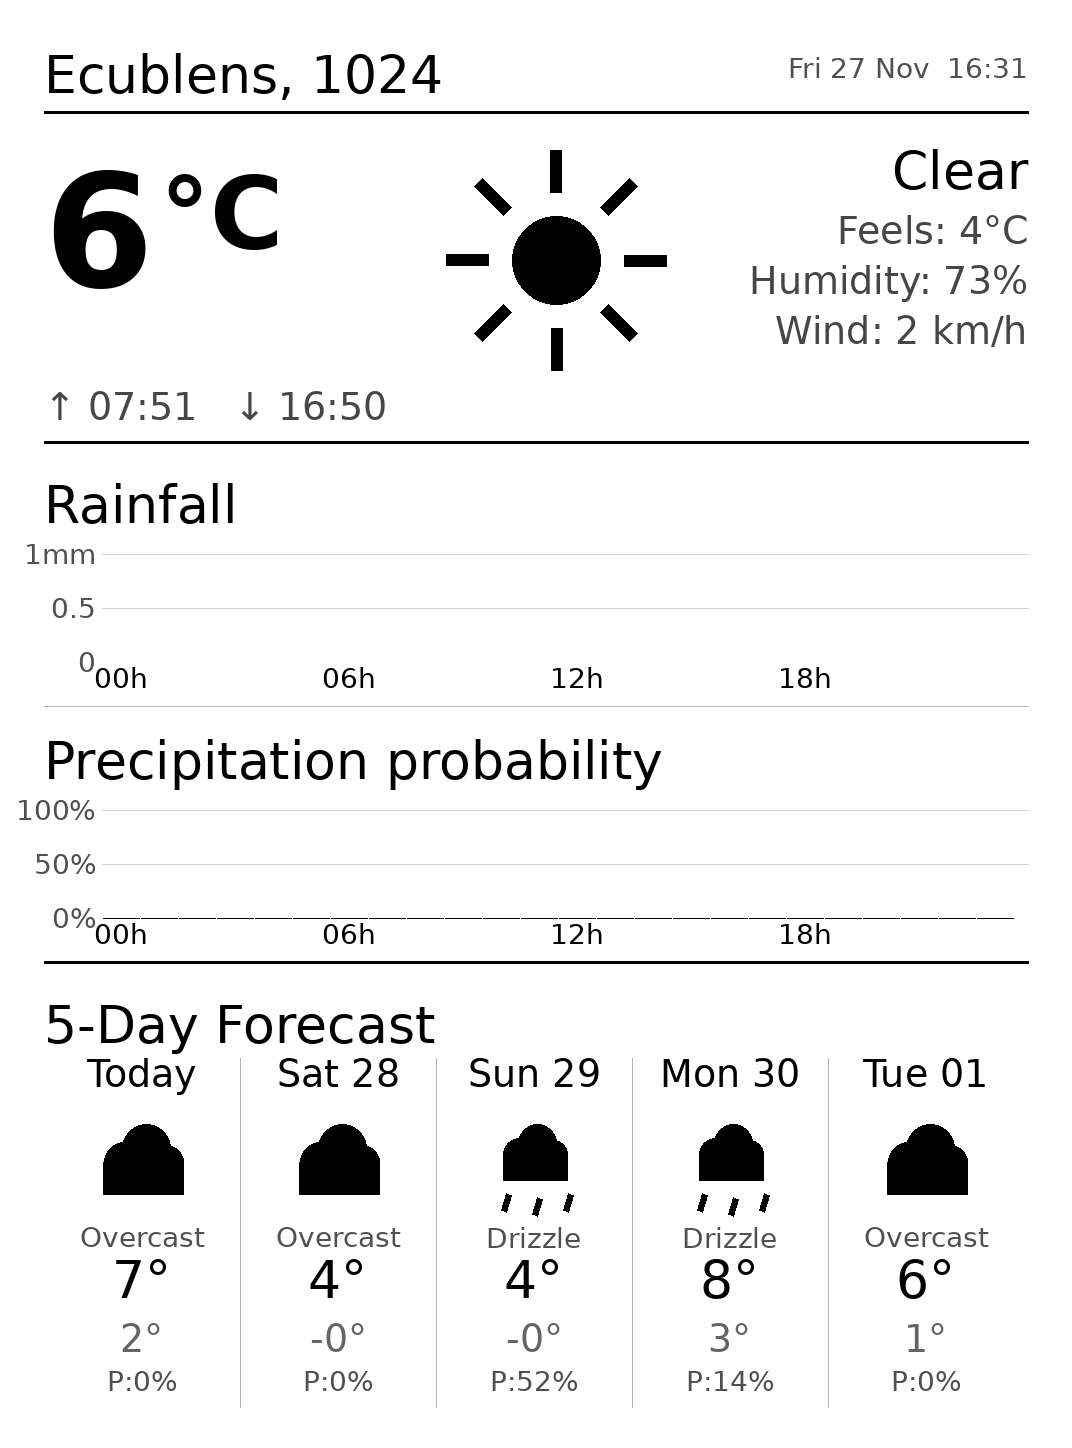 Ecublens, 1024
Fri 27 Nov  16:31
6°C
Clear
Feels: 4°C
Humidity: 73%
Wind: 2 km/h
↑ 07:51 ↓ 16:50
Rainfall
1mm
0.5
0
00h 06h 12h 18h
Precipitation probability
100%
50%
0%
00h 06h 12h 18h
5-Day Forecast
Today Sat 28 Sun 29 Mon 30 Tue 01
Overcast Overcast Drizzle Drizzle Overcast
7° 4° 4° 8° 6°
2° -0° -0° 3° 1°
P:0% P:0% P:52% P:14% P:0%